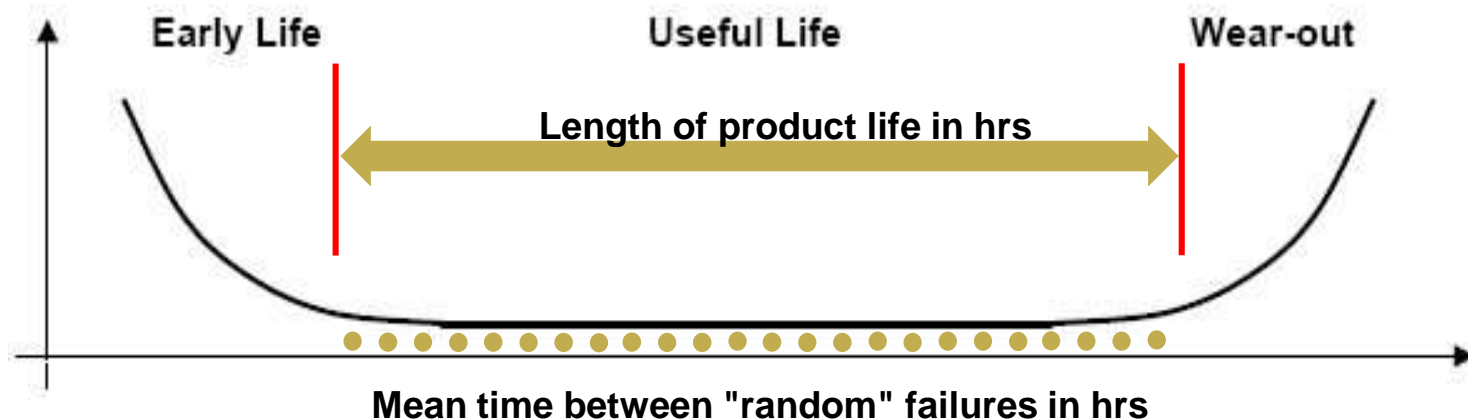 Early Life
Useful Life
Wear-out
Length of product life in hrs
Mean time between "random" failures in hrs